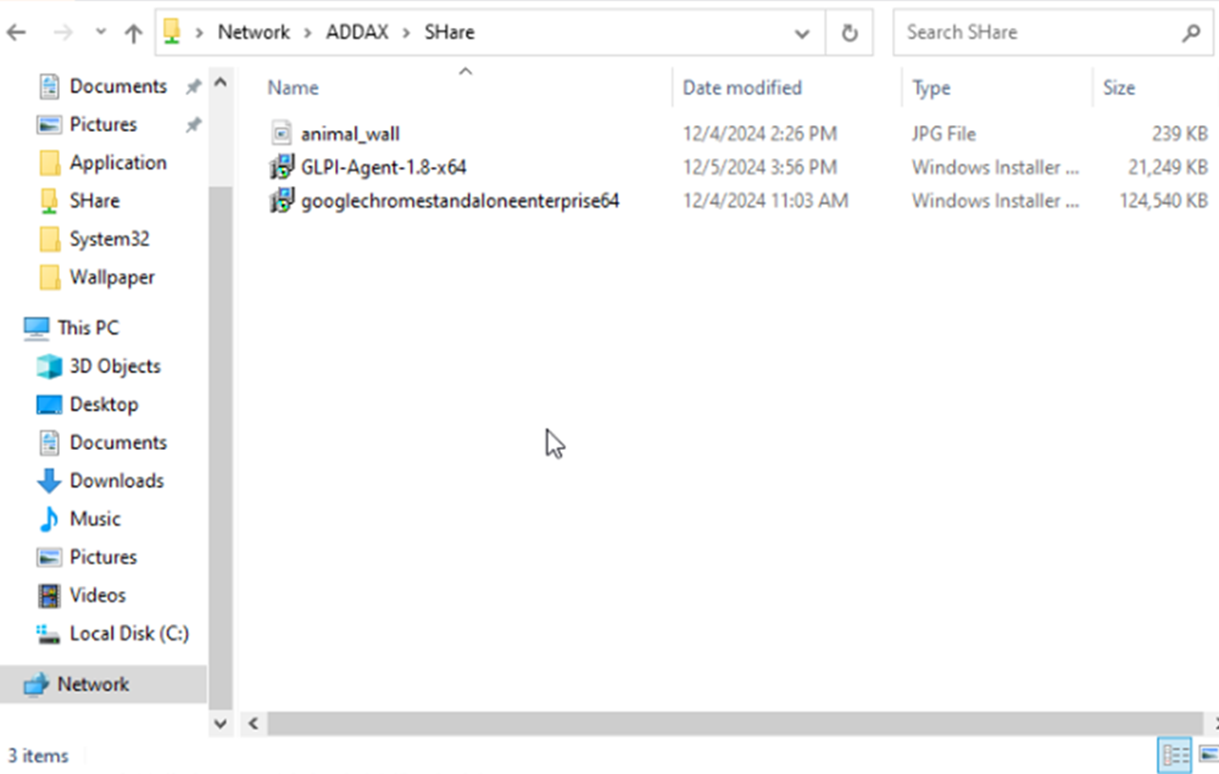 Network > ADDAX > SHare
Search SHare
Documents
Pictures
Application
SHare
System32
Wallpaper
This PC
3D Objects
Desktop
Documents
Downloads
Music
Pictures
Videos
Local Disk (C:)
Network
Name Date modified Type Size
animal_wall 12/4/2024 2:26 PM JPG File 239 KB
GLPI-Agent-1.8-x64 12/5/2024 3:56 PM Windows Installer ... 21,249 KB
googlechromestandaloneenterprise64 12/4/2024 11:03 AM Windows Installer ... 124,540 KB
3 items